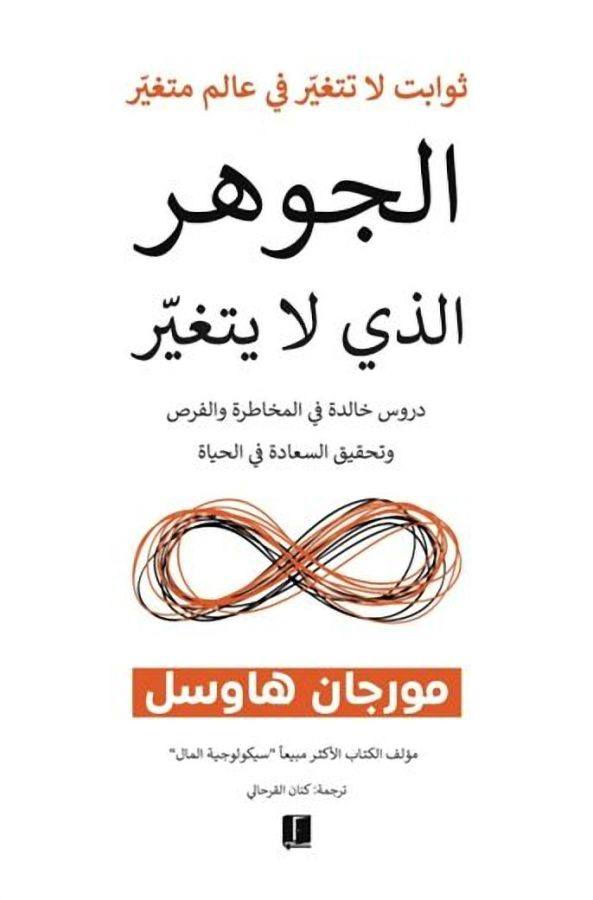 ثوابت لا تتغيّر في عالم متغيّر
الجوهر
الذي لا يتغيّر
دروس خالدة في المخاطرة والفرص
وتحقيق السعادة في الحياة
مورجان هاوسل
مؤلف الكتاب الأكثر مبيعاً "سيكولوجية المال"
ترجمة: كنان القرحالي